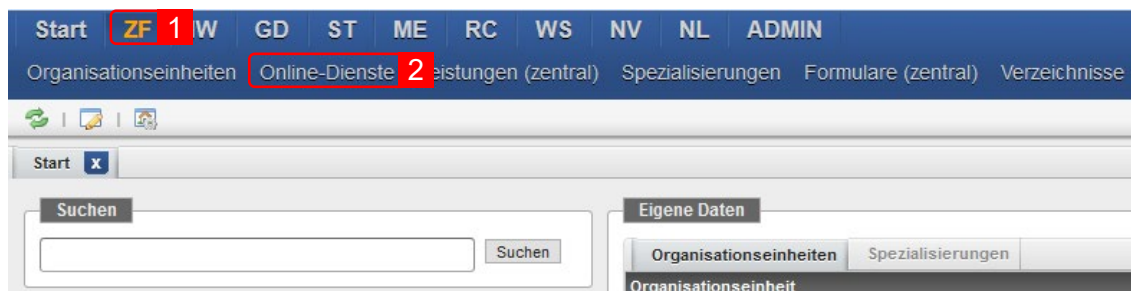 Start ZF 1 W GD ST ME RC WS NV NL ADMIN
Organisationseinheiten Online-Dienste 2 eistungen (zentral) Spezialisierungen Formulare (zentral) Verzeichnisse
Start x
Suchen Eigene Daten
Suchen Organisationseinheiten Spezialisierungen
Organisationseinheit